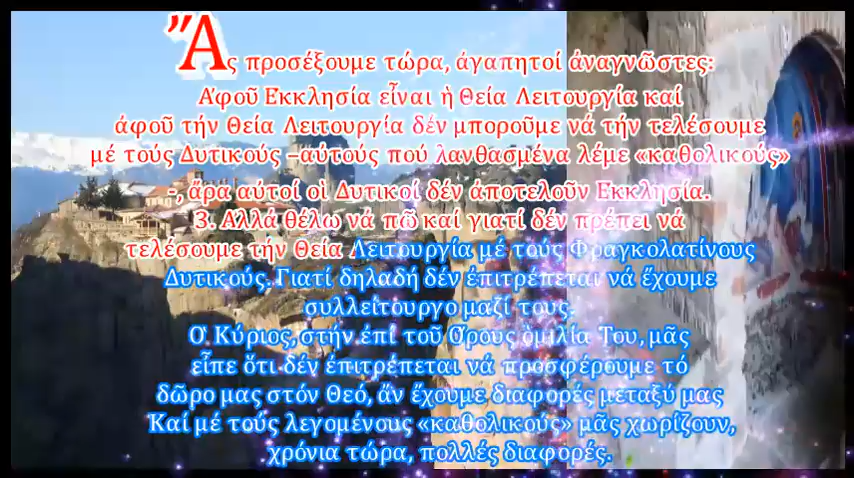 "Ἄς προσέξουμε τώρα, ἀγαπητοί ἀναγνῶστες:
Ἀφοῦ Ἐκκλησία εἶναι ἡ Θεία Λειτουργία καί
ἀφοῦ τήν Θεία Λειτουργία δέν μποροῦμε νά τήν τελέσουμε
μέ τούς Δυτικούς –αὐτούς πού λανθασμένα λέμε «καθολικούς»
-, ἄρα αὐτοί οἱ Δυτικοί δέν ἀποτελοῦν Ἐκκλησία.
3. Ἀλλά θέλω νά πῶ καί γιατί δέν πρέπει νά
τελέσουμε τήν Θεία Λειτουργία μέ τούς Φραγκολατίνους
Δυτικούς. Γιατί δηλαδή δέν ἐπιτρέπεται νά ἔχουμε
συλλείτουργο μαζί τους.
Ὁ Κύριος, στήν ἐπί τοῦ Ὄρους ὁμιλία Του, μᾶς
εἶπε ὅτι δέν ἐπιτρέπεται νά προσφέρουμε τό
δῶρο μας στόν Θεό, ἄν ἔχουμε διαφορές μεταξύ μας
Καί μέ τούς λεγομένους «καθολικούς» μᾶς χωρίζουν,
χρόνια τώρα, πολλές διαφορές.